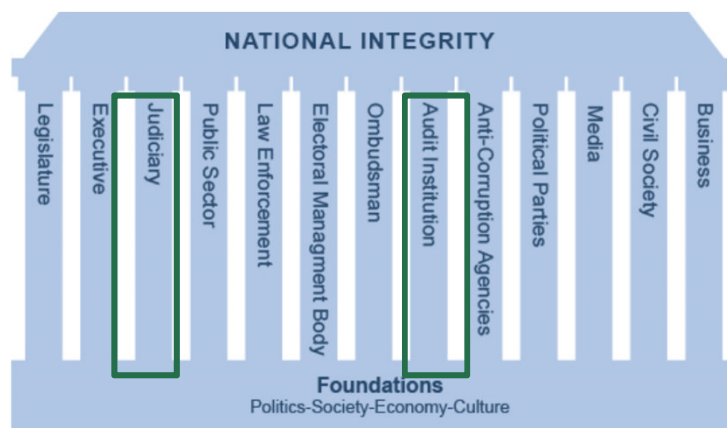 NATIONAL INTEGRITY
Legislature
Executive
Judiciary
Public Sector
Law Enforcement
Electoral Managment Body
Ombudsman
Audit Institution
Anti-Corruption Agencies
Political Parties
Media
Civil Society
Business
Foundations
Politics-Society-Economy-Culture